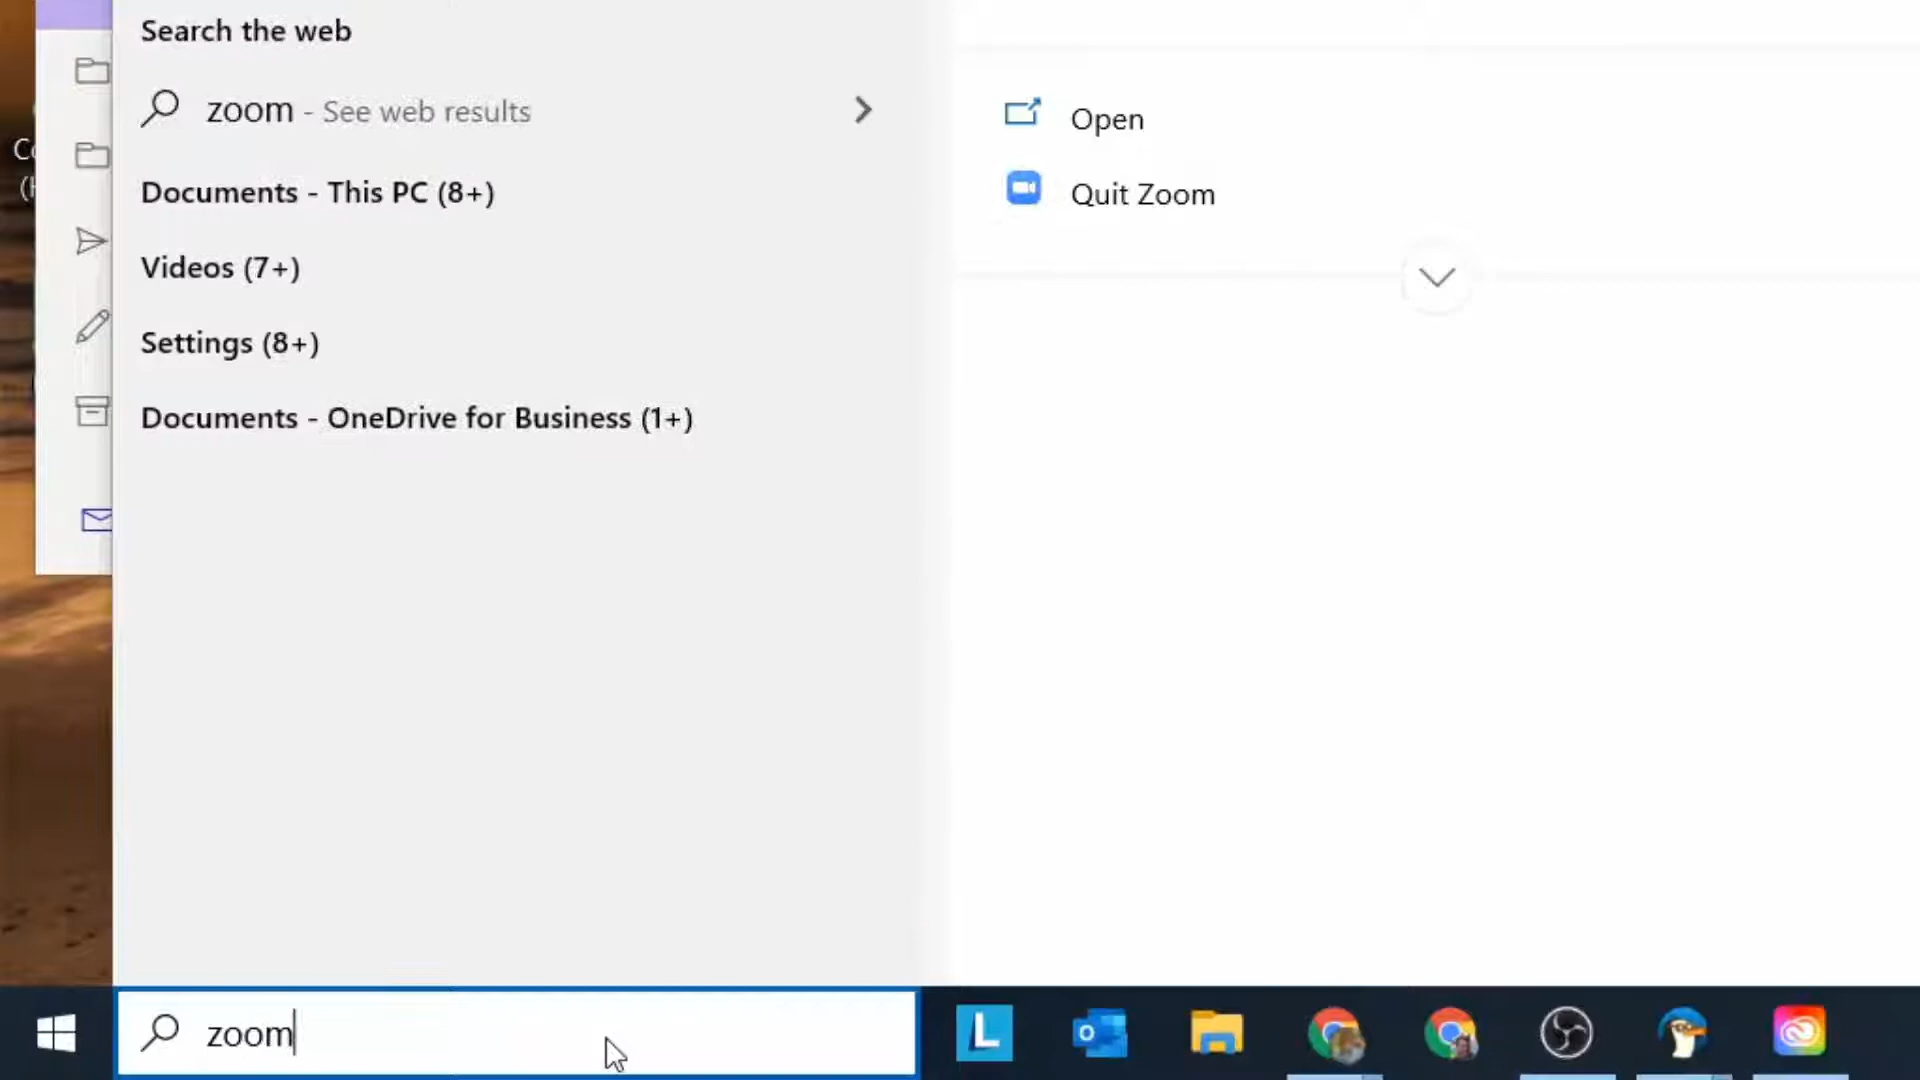 Search the web
zoom - See web results
Documents - This PC (8+)
Videos (7+)
Settings (8+)
Documents - OneDrive for Business (1+)
Open
Quit Zoom
zoom
L